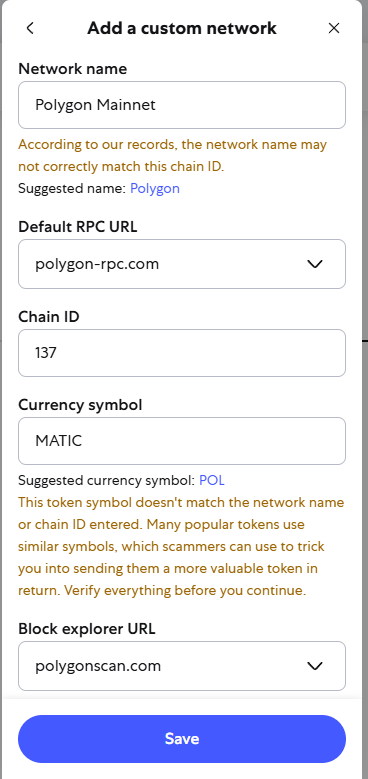 Add a custom network
Network name
Polygon Mainnet
According to our records, the network name may
not correctly match this chain ID.
Suggested name: Polygon
Default RPC URL
polygon-rpc.com
Chain ID
137
Currency symbol
MATIC
Suggested currency symbol: POL
This token symbol doesn't match the network name
or chain ID entered. Many popular tokens use
similar symbols, which scammers can use to trick
you into sending them a more valuable token in
return. Verify everything before you continue.
Block explorer URL
polygonscan.com
Save